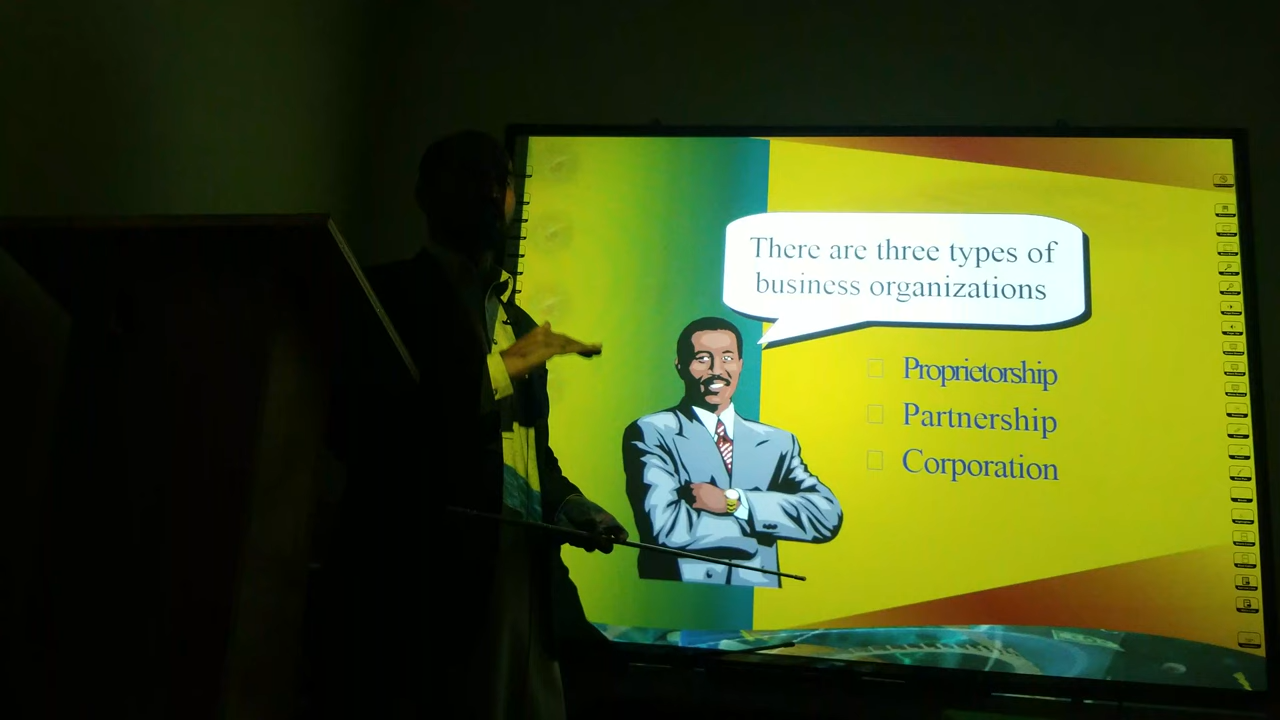 There are three types of
business organizations
Proprietorship
Partnership
Corporation